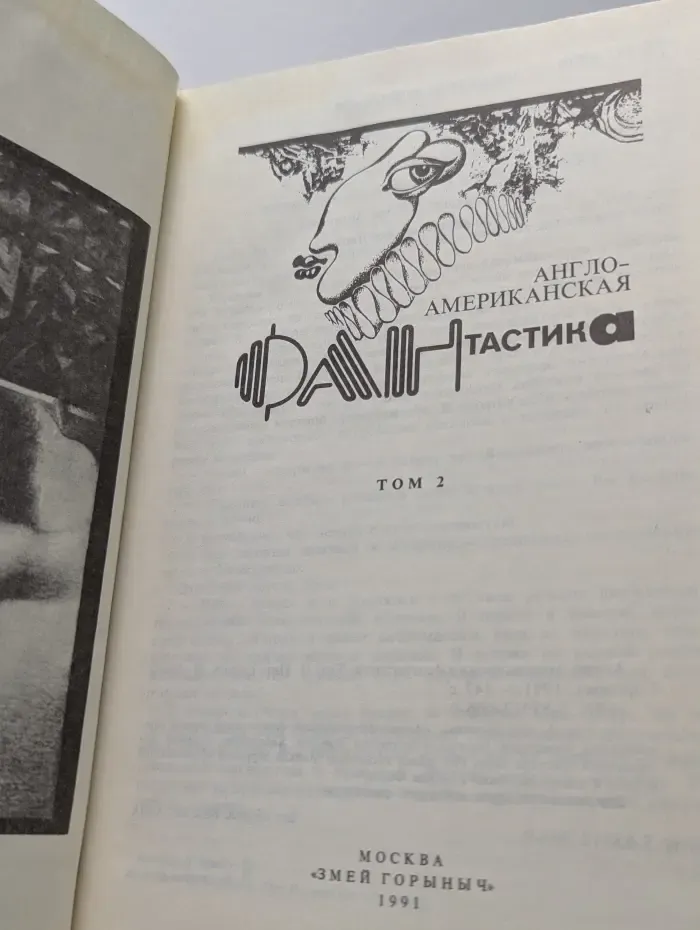 АНГЛО-
АМЕРИКАНСКАЯ
ФАНТАСТИКА
ТОМ 2
МОСКВА
«ЗМЕЙ ГОРЫНЫЧ»
1991